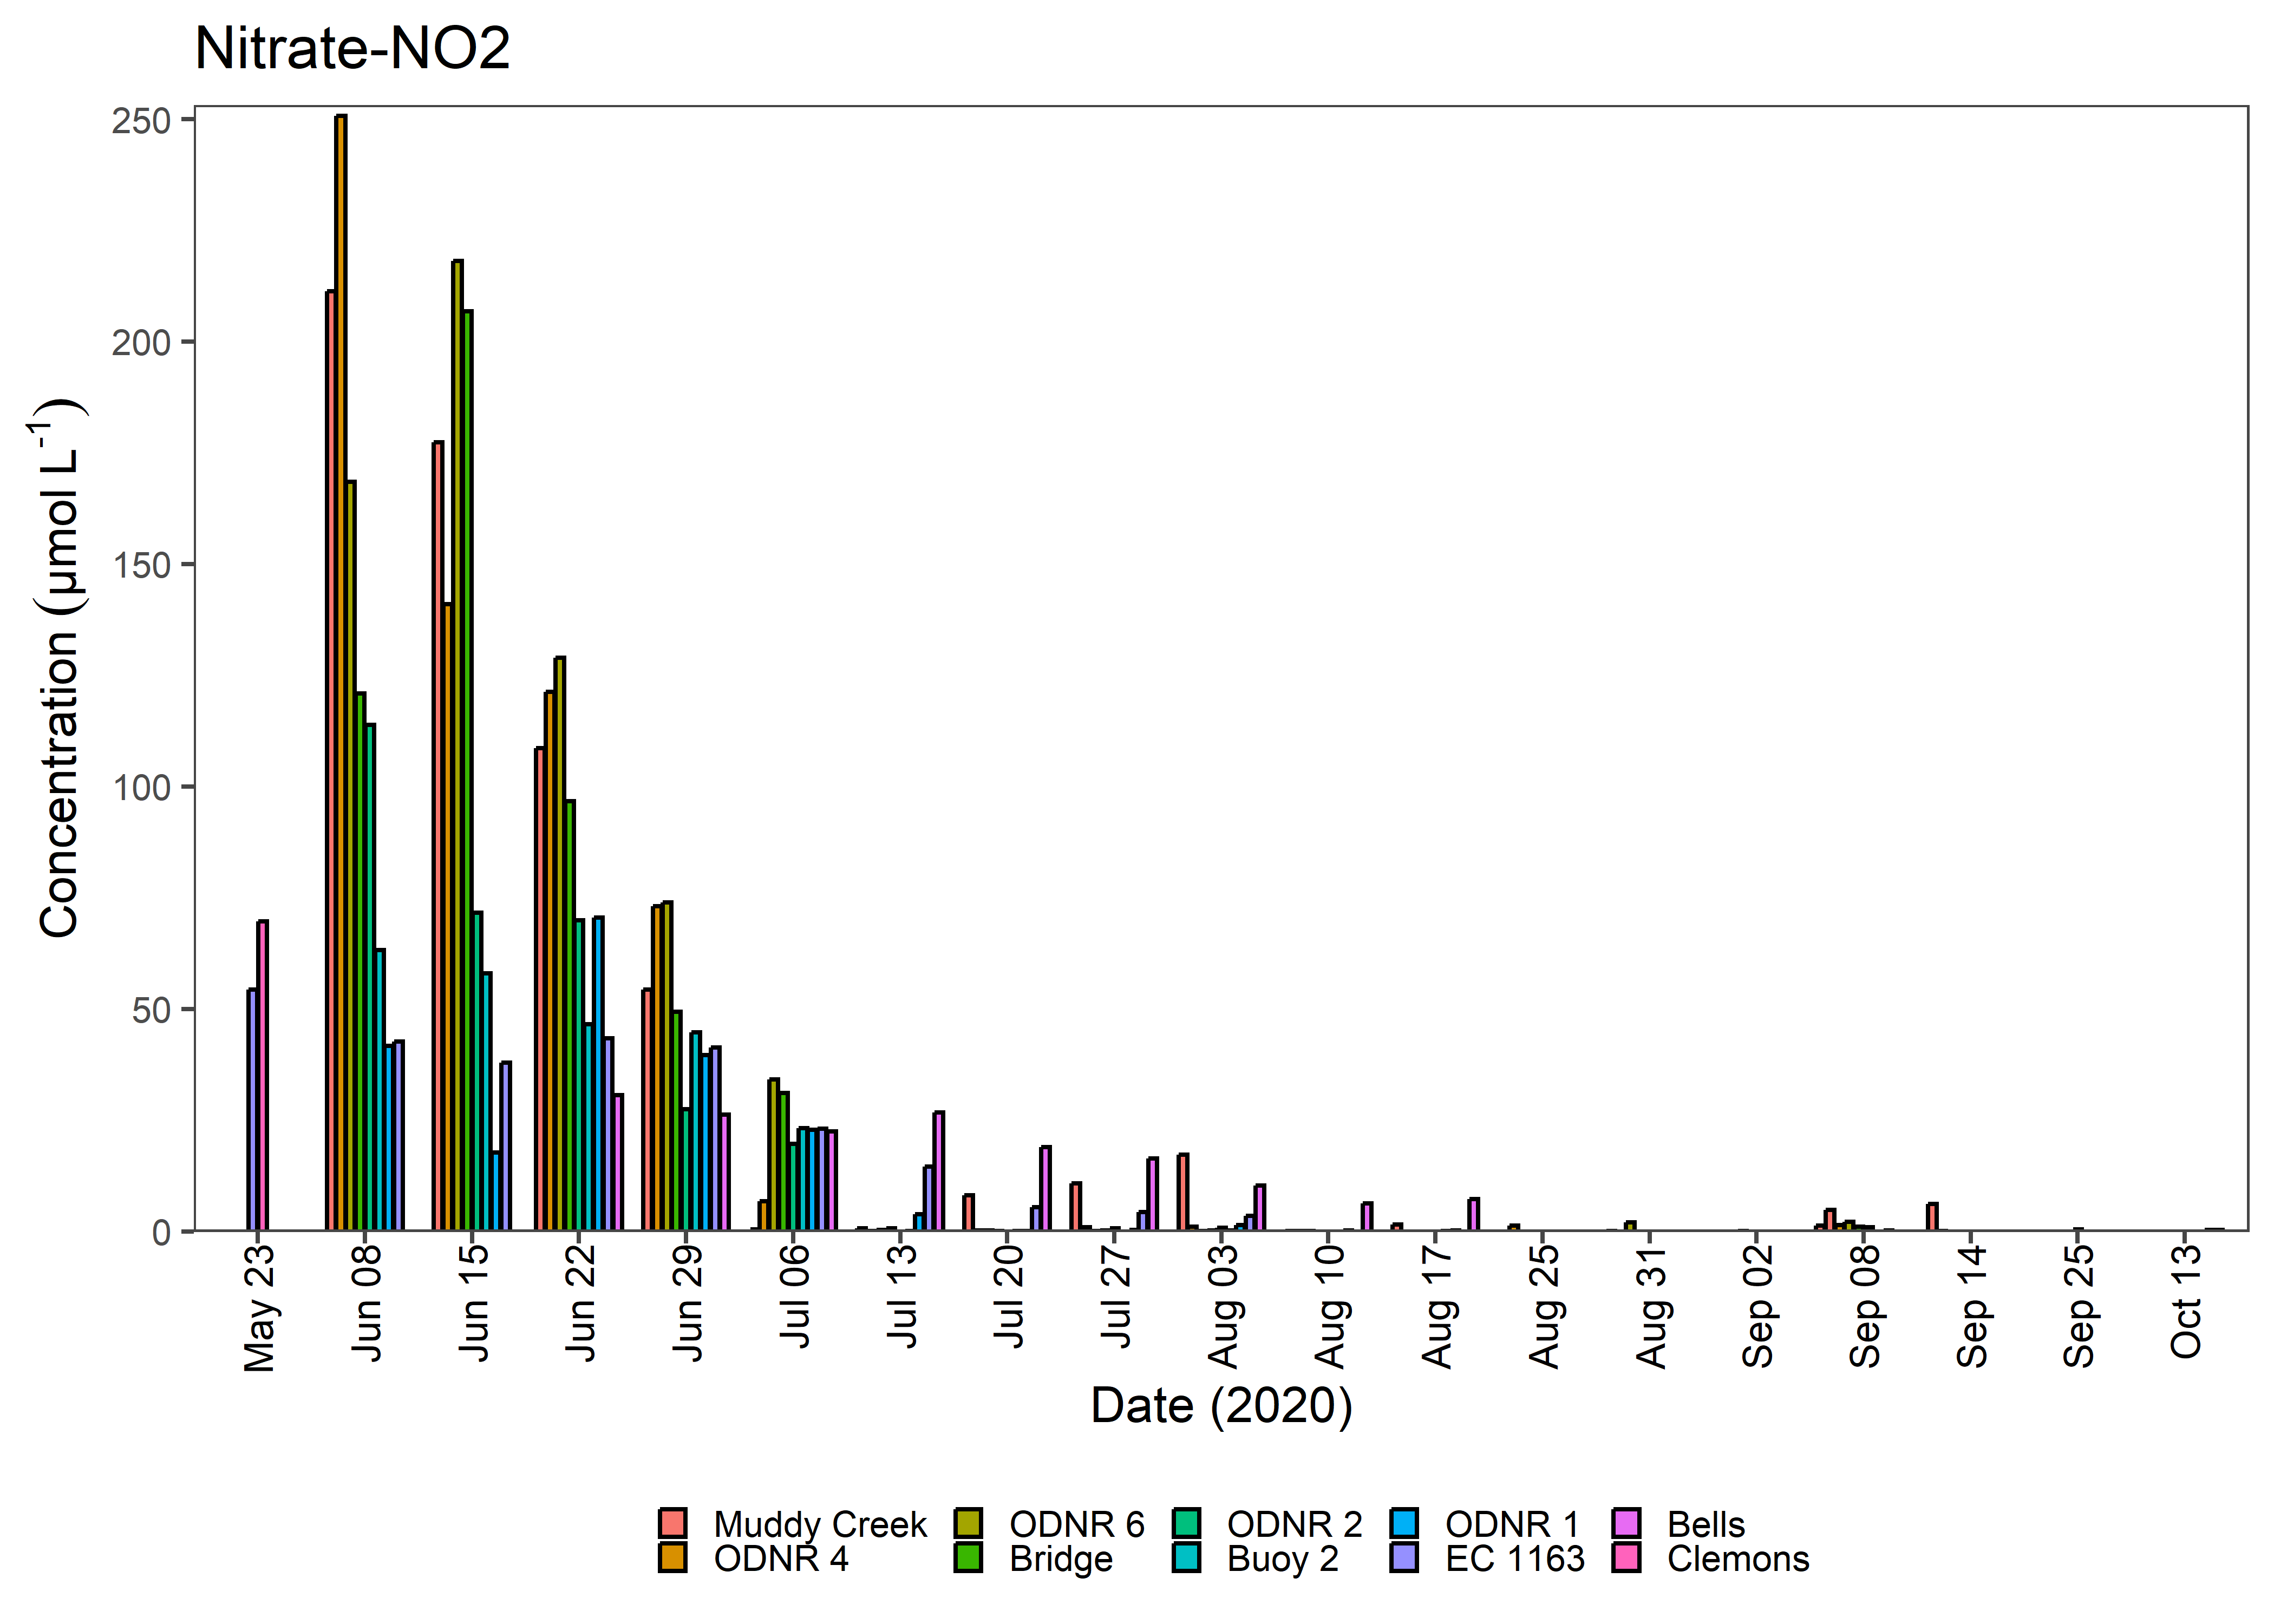 Nitrate-NO2
250
200
150
100
50
0
Concentration (µmol L⁻¹)
May 23
Jun 08
Jun 15
Jun 22
Jun 29
Jul 06
Jul 13
Jul 20
Jul 27
Aug 03
Aug 10
Aug 17
Aug 25
Aug 31
Sep 02
Sep 08
Sep 14
Sep 25
Oct 13
Date (2020)
Muddy Creek ODNR 6 ODNR 2 ODNR 1 Bells
ODNR 4 Bridge Buoy 2 EC 1163 Clemons